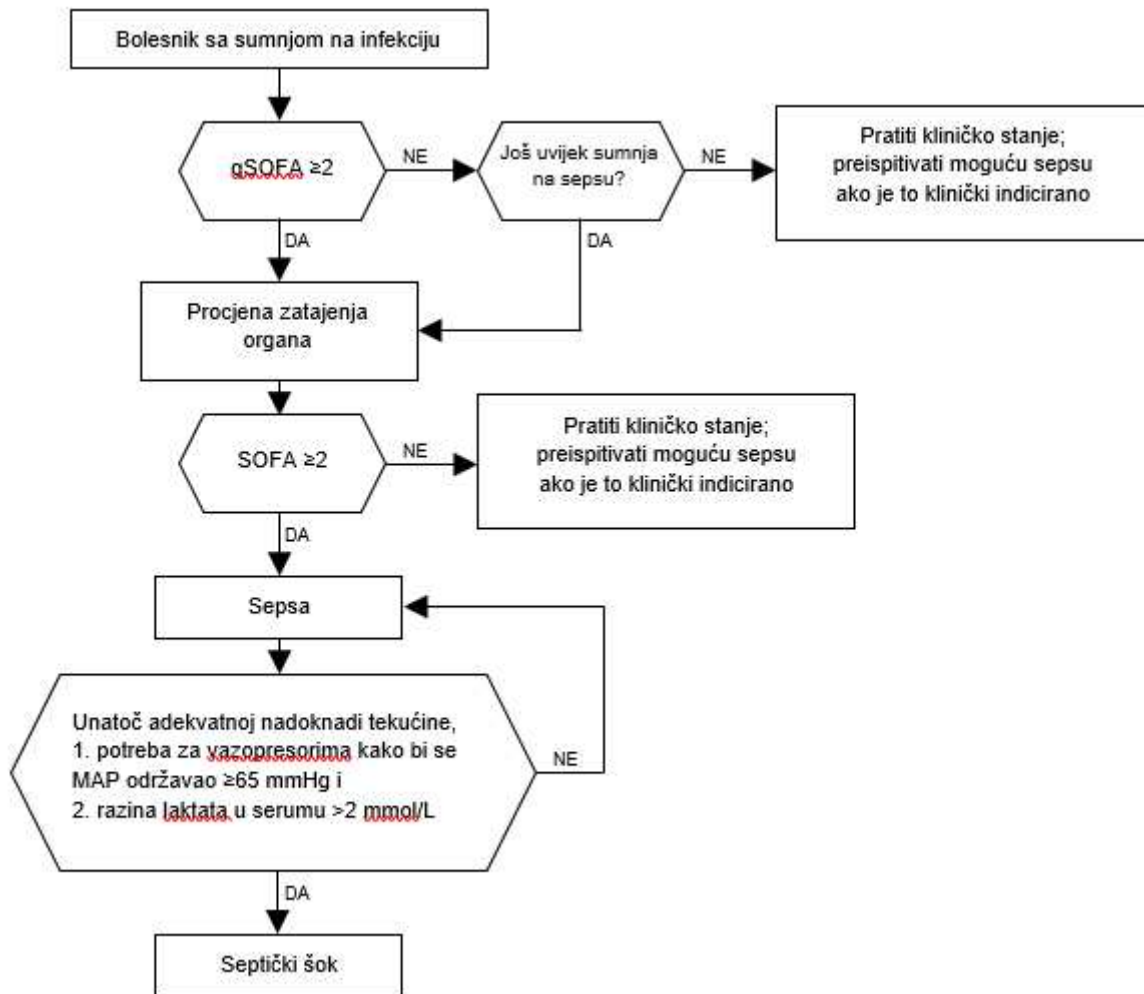 Bolesnik sa sumnjom na infekciju
qSOFA ≥2
NE
Još uvijek sumnja
na sepsu?
NE
Pratiti kliničko stanje;
preispitivati moguću sepsu
ako je to klinički indicirano
DA
DA
Procjena zatajenja
organa
SOFA ≥2
NE
Pratiti kliničko stanje;
preispitivati moguću sepsu
ako je to klinički indicirano
DA
Sepsa
Unatoč adekvatnoj nadoknadi tekućine,
1. potreba za vazopresorima kako bi se
MAP održavao ≥65 mmHg i
2. razina laktata u serumu >2 mmol/L
NE
DA
Septički šok